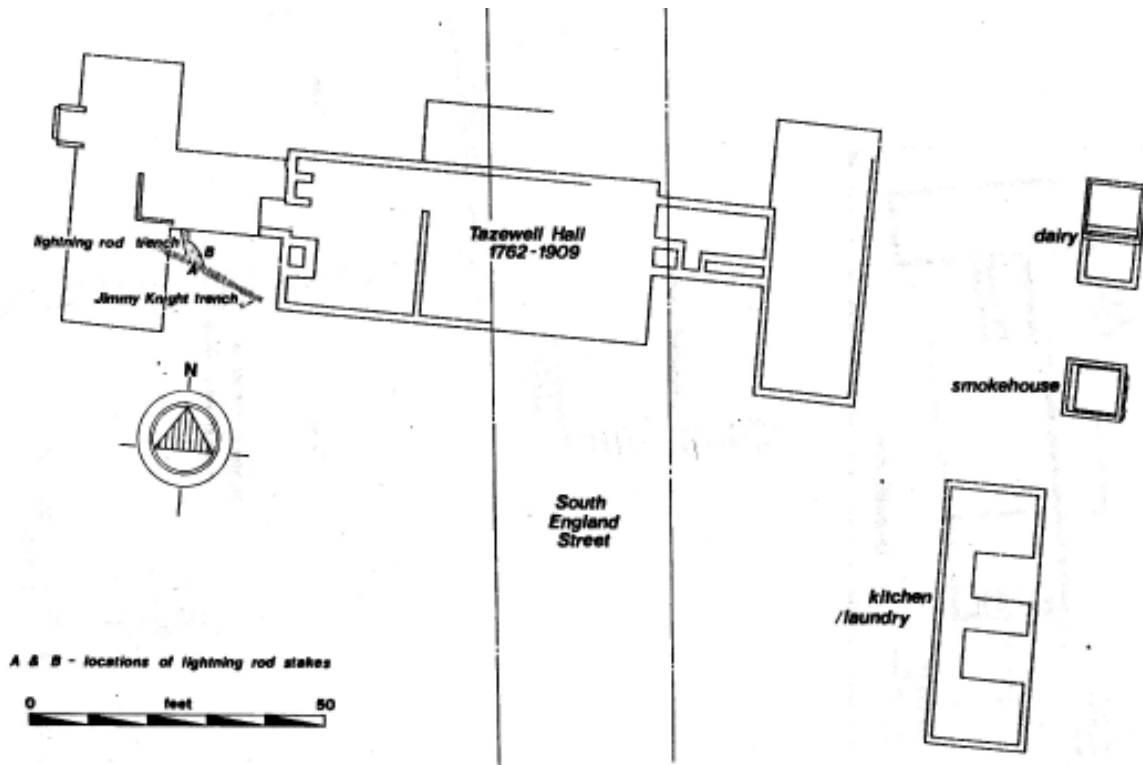 Tazewell Hall
1762-1909
dairy
lightning rod trench
B
A
Jimmy Knight trench
N
smokehouse
South
England
Street
kitchen
/laundry
A & B - locations of lightning rod stakes
0 feet 50